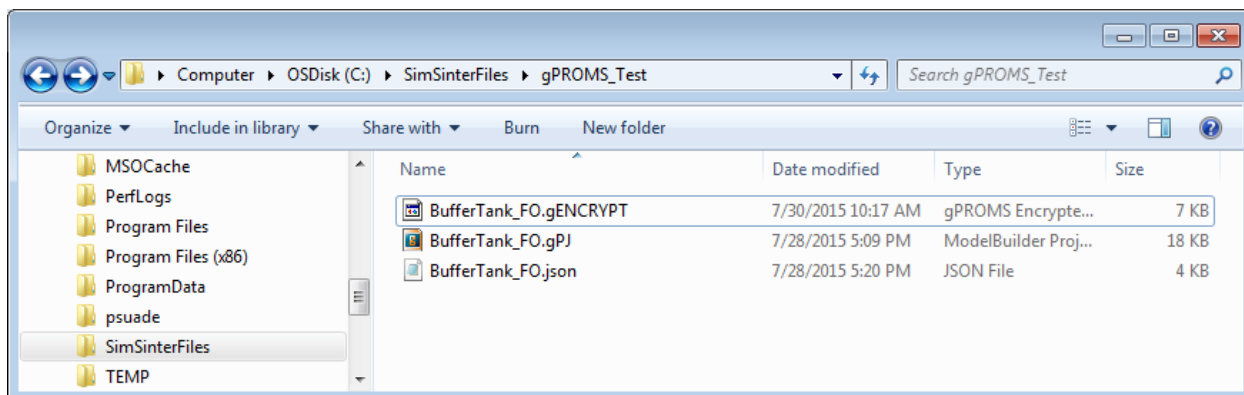 Computer OSDisk (C:) SimSinterFiles gPROMS_Test Search gPROMS_Test
Organize Include in library Share with Burn New folder
MSOCache
PerfLogs
Program Files
Program Files (x86)
ProgramData
psuade
SimSinterFiles
TEMP
Name Date modified Type Size
BufferTank_FO.gENCRYPT 7/30/2015 10:17 AM gPROMS Encrypte... 7 KB
BufferTank_FO.gPJ 7/28/2015 5:09 PM ModelBuilder Proj... 18 KB
BufferTank_FO.json 7/28/2015 5:20 PM JSON File 4 KB